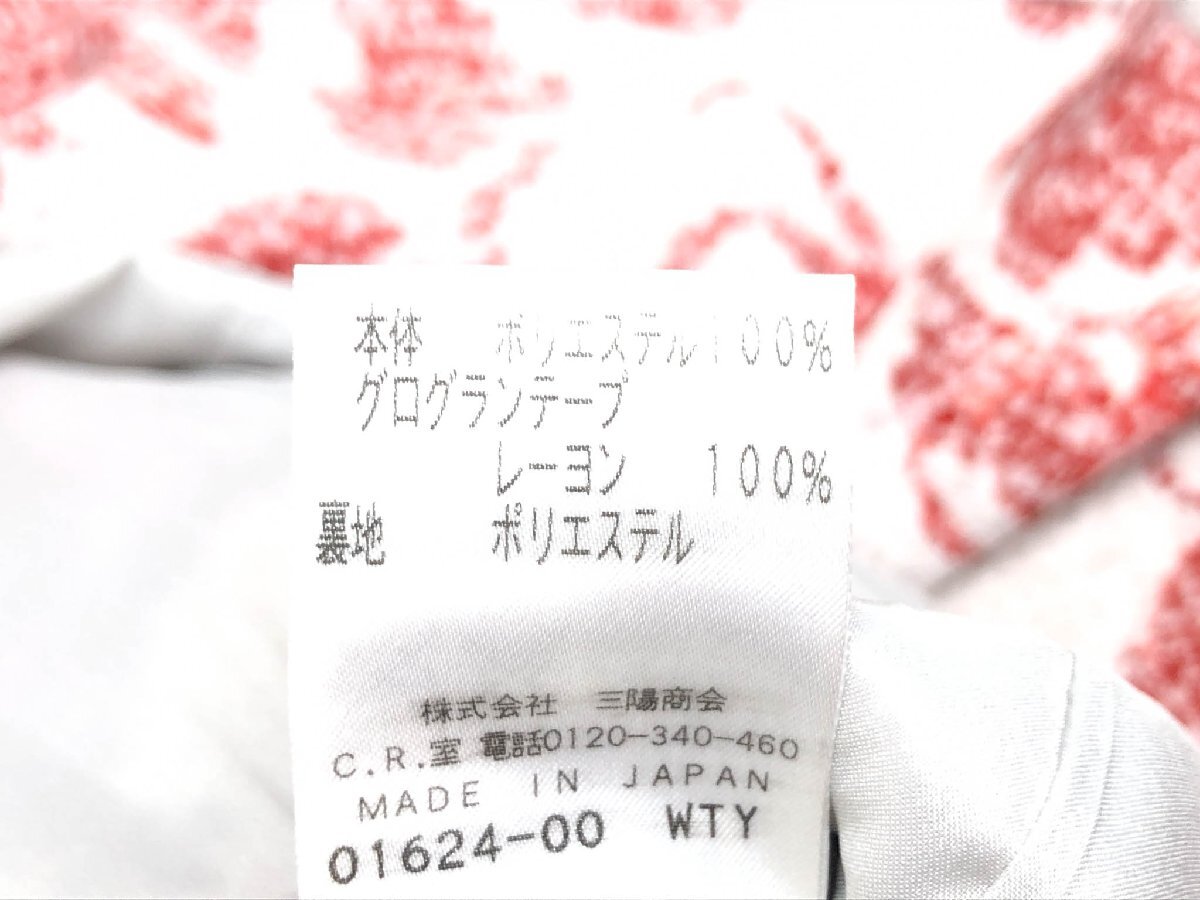 本体 ポリエステル100%
グログランテープ
レーヨン 100%
裏地 ポリエステル
株式会社 三陽商会
C.R.室 電話0120-340-460
MADE IN JAPAN
01624-00 WTY